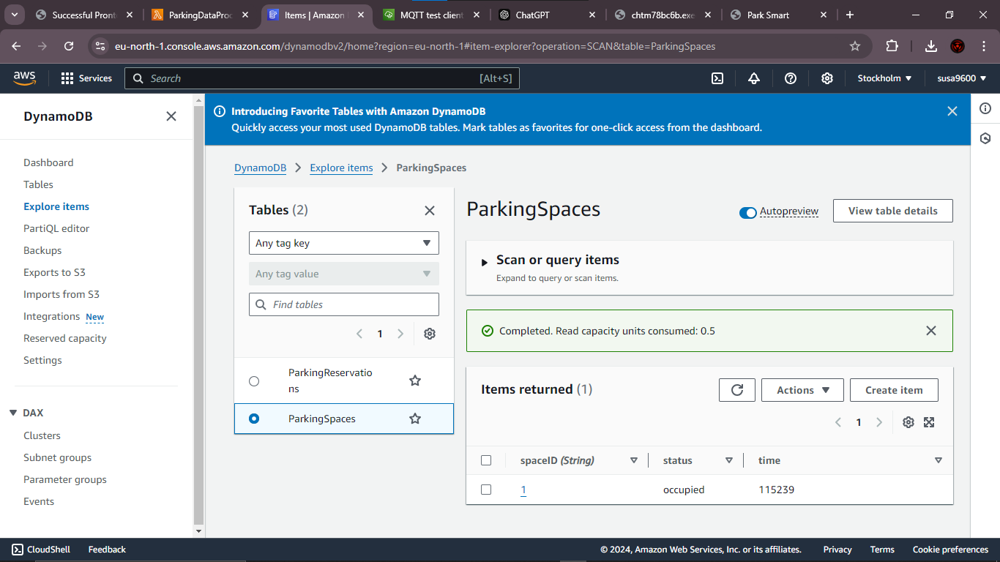 Successful Pront
ParkingDataProc
Items | Amazon
MQTT test client
ChatGPT
chtm78bc6b.exe
Park Smart
eu-north-1.console.aws.amazon.com/dynamodbv2/home?region=eu-north-1#item-explorer?operation=SCAN&table=ParkingSpaces
aws
Services
Search
[Alt+S]
Stockholm
susa9600
DynamoDB
Dashboard
Tables
Explore items
PartiQL editor
Backups
Exports to S3
Imports from S3
Integrations New
Reserved capacity
Settings
DAX
Clusters
Subnet groups
Parameter groups
Events
Introducing Favorite Tables with Amazon DynamoDB
Quickly access your most used DynamoDB tables. Mark tables as favorites for one-click access from the dashboard.
DynamoDB
Explore items
ParkingSpaces
Tables (2)
Any tag key
Any tag value
Find tables
1
ParkingReservatio
ns
ParkingSpaces
ParkingSpaces
Autopreview
View table details
Scan or query items
Expand to query or scan items.
Completed. Read capacity units consumed: 0.5
Items returned (1)
Actions
Create item
1
spaceID (String)
status
time
1
occupied
115239
CloudShell
Feedback
© 2024, Amazon Web Services, Inc. or its affiliates.
Privacy
Terms
Cookie preferences